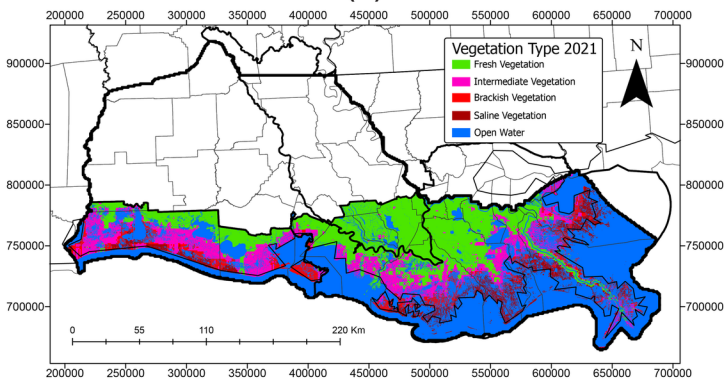 200000 250000 300000 350000 400000 450000 500000 550000 600000 650000 700000
Vegetation Type 2021
Fresh Vegetation
Intermediate Vegetation
Brackish Vegetation
Saline Vegetation
Open Water
N
900000 900000
850000 850000
800000 800000
750000 750000
700000 700000
0 55 110 220 Km
200000 250000 300000 350000 400000 450000 500000 550000 600000 650000 700000